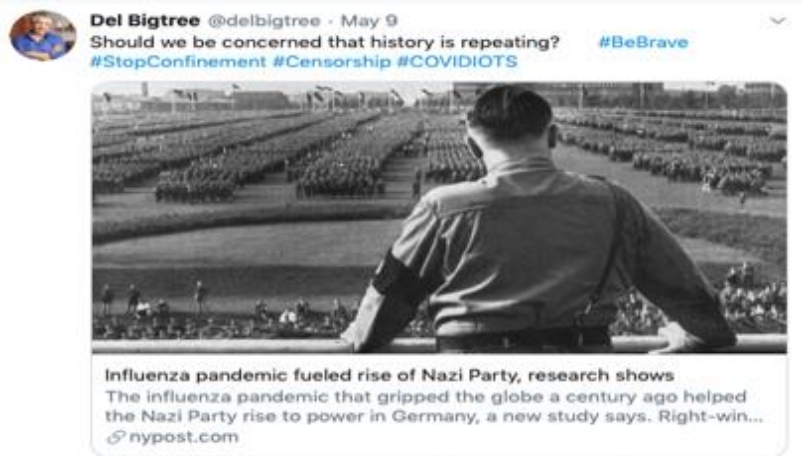 Del Bigtree @delbigtree · May 9
Should we be concerned that history is repeating? #BeBrave
#StopConfinement #Censorship #COVIDIOTS
Influenza pandemic fueled rise of Nazi Party, research shows
The influenza pandemic that gripped the globe a century ago helped
the Nazi Party rise to power in Germany, a new study says. Right-win...
nypost.com